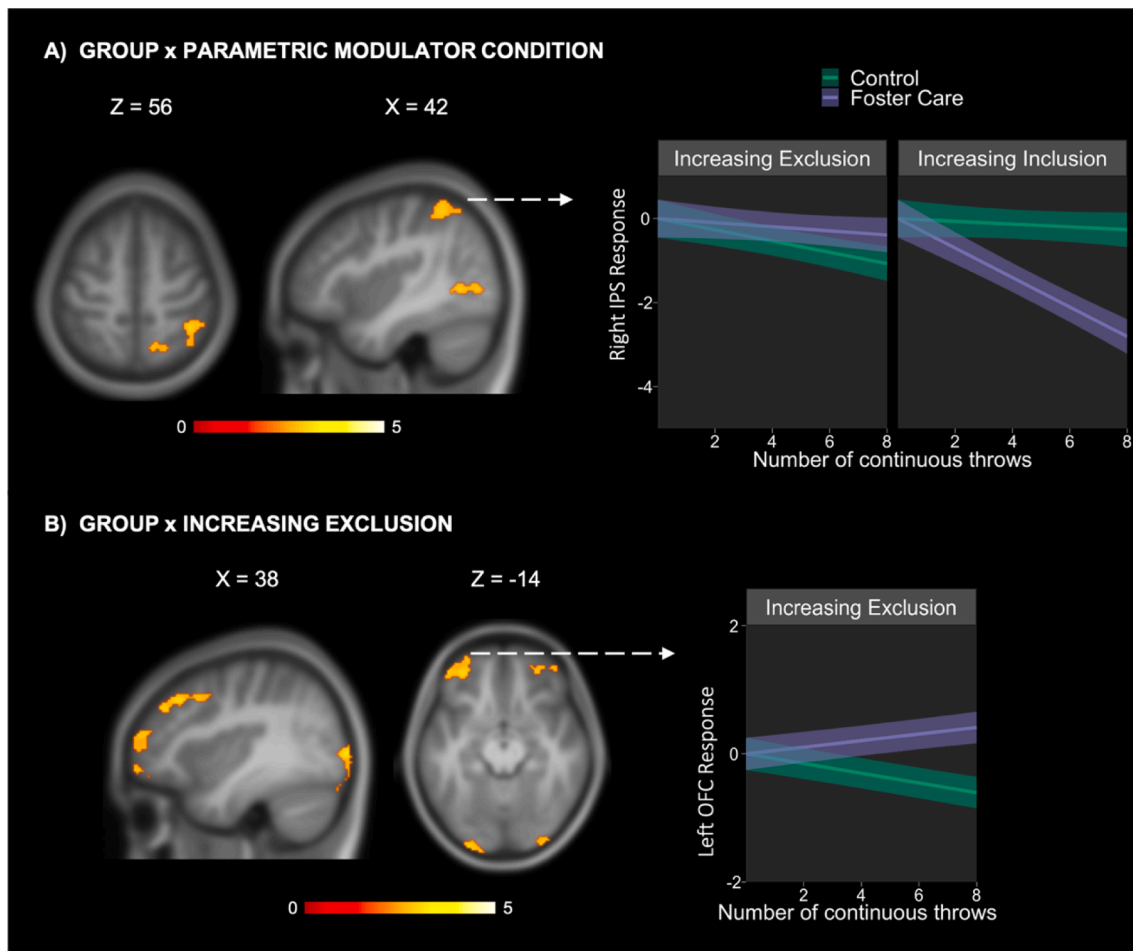 A) GROUP x PARAMETRIC MODULATOR CONDITION
Z = 56
X = 42
Control
Foster Care
Increasing Exclusion
Increasing Inclusion
Right IPS Response
0
-2
-4
2
4
6
8
2
4
6
8
Number of continuous throws
0
5
B) GROUP x INCREASING EXCLUSION
X = 38
Z = -14
Increasing Exclusion
Left OFC Response
2
0
-2
2
4
6
8
Number of continuous throws
0
5